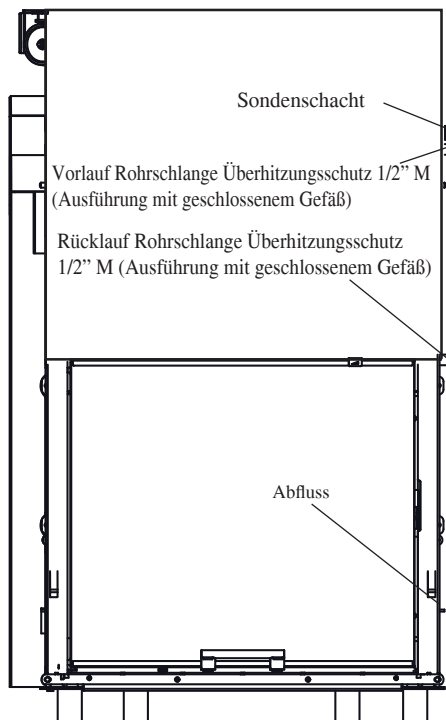 Sondenschacht
Vorlauf Rohrschlange Überhitzungsschutz 1/2” M
(Ausführung mit geschlossenem Gefäß)
Rücklauf Rohrschlange Überhitzungsschutz
1/2” M (Ausführung mit geschlossenem Gefäß)
Abfluss